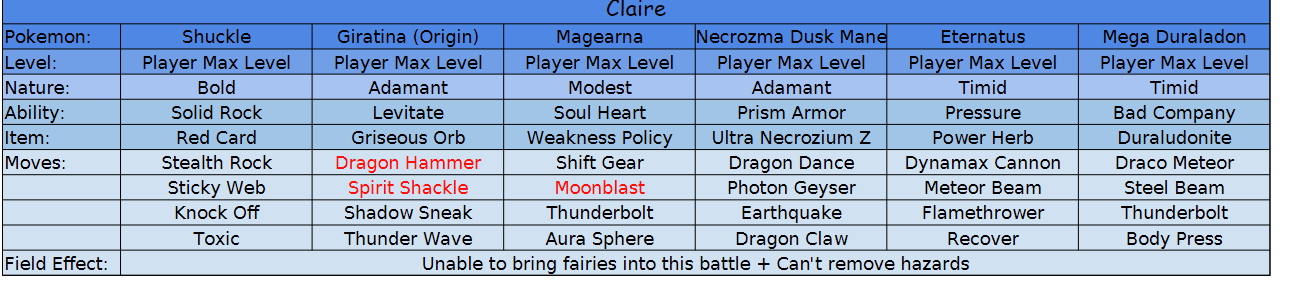 Claire
Pokemon: Shuckle Giratina (Origin) Magearna Necrozma Dusk Mane Eternatus Mega Duraladon
Level: Player Max Level Player Max Level Player Max Level Player Max Level Player Max Level Player Max Level
Nature: Bold Adamant Modest Adamant Timid Timid
Ability: Solid Rock Levitate Soul Heart Prism Armor Pressure Bad Company
Item: Red Card Griseous Orb Weakness Policy Ultra Necrozium Z Power Herb Duraludonite
Moves: Stealth Rock Dragon Hammer Shift Gear Dragon Dance Dynamax Cannon Draco Meteor
Sticky Web Spirit Shackle Moonblast Photon Geyser Meteor Beam Steel Beam
Knock Off Shadow Sneak Thunderbolt Earthquake Flamethrower Thunderbolt
Toxic Thunder Wave Aura Sphere Dragon Claw Recover Body Press
Field Effect: Unable to bring fairies into this battle + Can't remove hazards